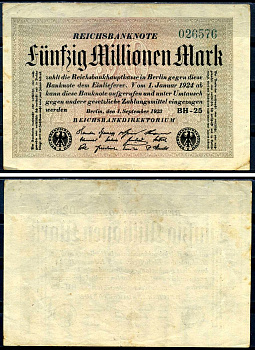 REICHSBANKNOTE
026576
Fünfzig Millionen Mark
zahlt die Reichsbankhauptkasse in Berlin gegen diese
Banknote dem Einlieferer. Vom 1. Januar 1924 ab
kann diese Banknote aufgerufen und unter Umtausch
gegen andere gesetzliche Zahlungsmittel eingezogen
werden
Berlin, den 1. September 1923
BH-25
REICHSBANKDIREKTORIUM